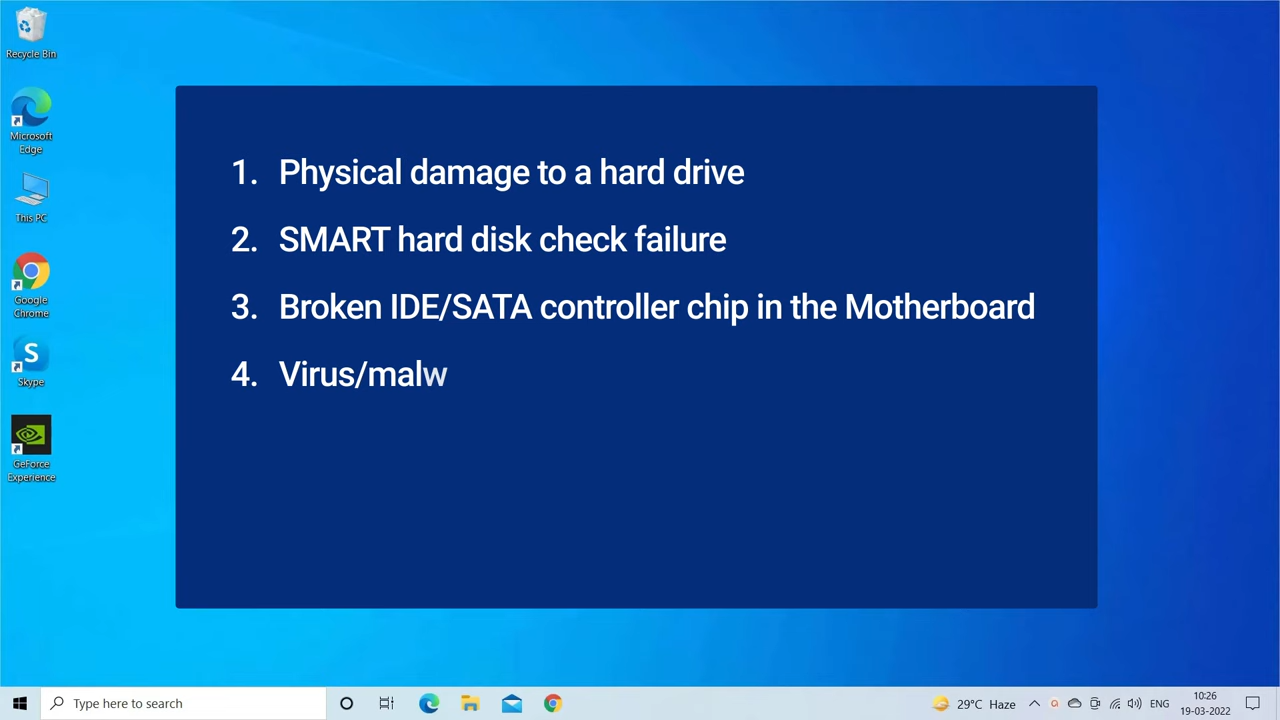 Recycle Bin
Microsoft
Edge
This PC
Google
Chrome
S
Skype
GeForce
Experience
1. Physical damage to a hard drive
2. SMART hard disk check failure
3. Broken IDE/SATA controller chip in the Motherboard
4. Virus/malw
Type here to search
29°C Haze
ENG
10:26
19-03-2022